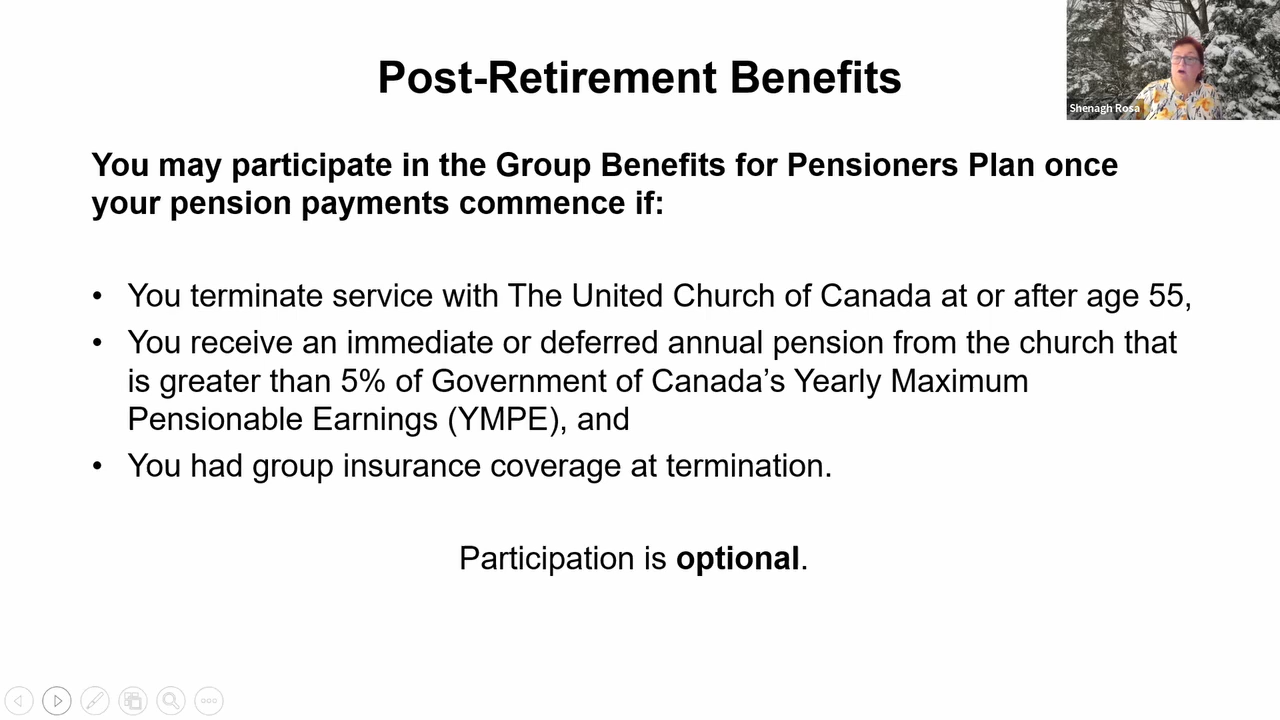 Post-Retirement Benefits
Shenagh Rosa
You may participate in the Group Benefits for Pensioners Plan once
your pension payments commence if:
• You terminate service with The United Church of Canada at or after age 55,
• You receive an immediate or deferred annual pension from the church that
is greater than 5% of Government of Canada’s Yearly Maximum
Pensionable Earnings (YMPE), and
• You had group insurance coverage at termination.
Participation is optional.